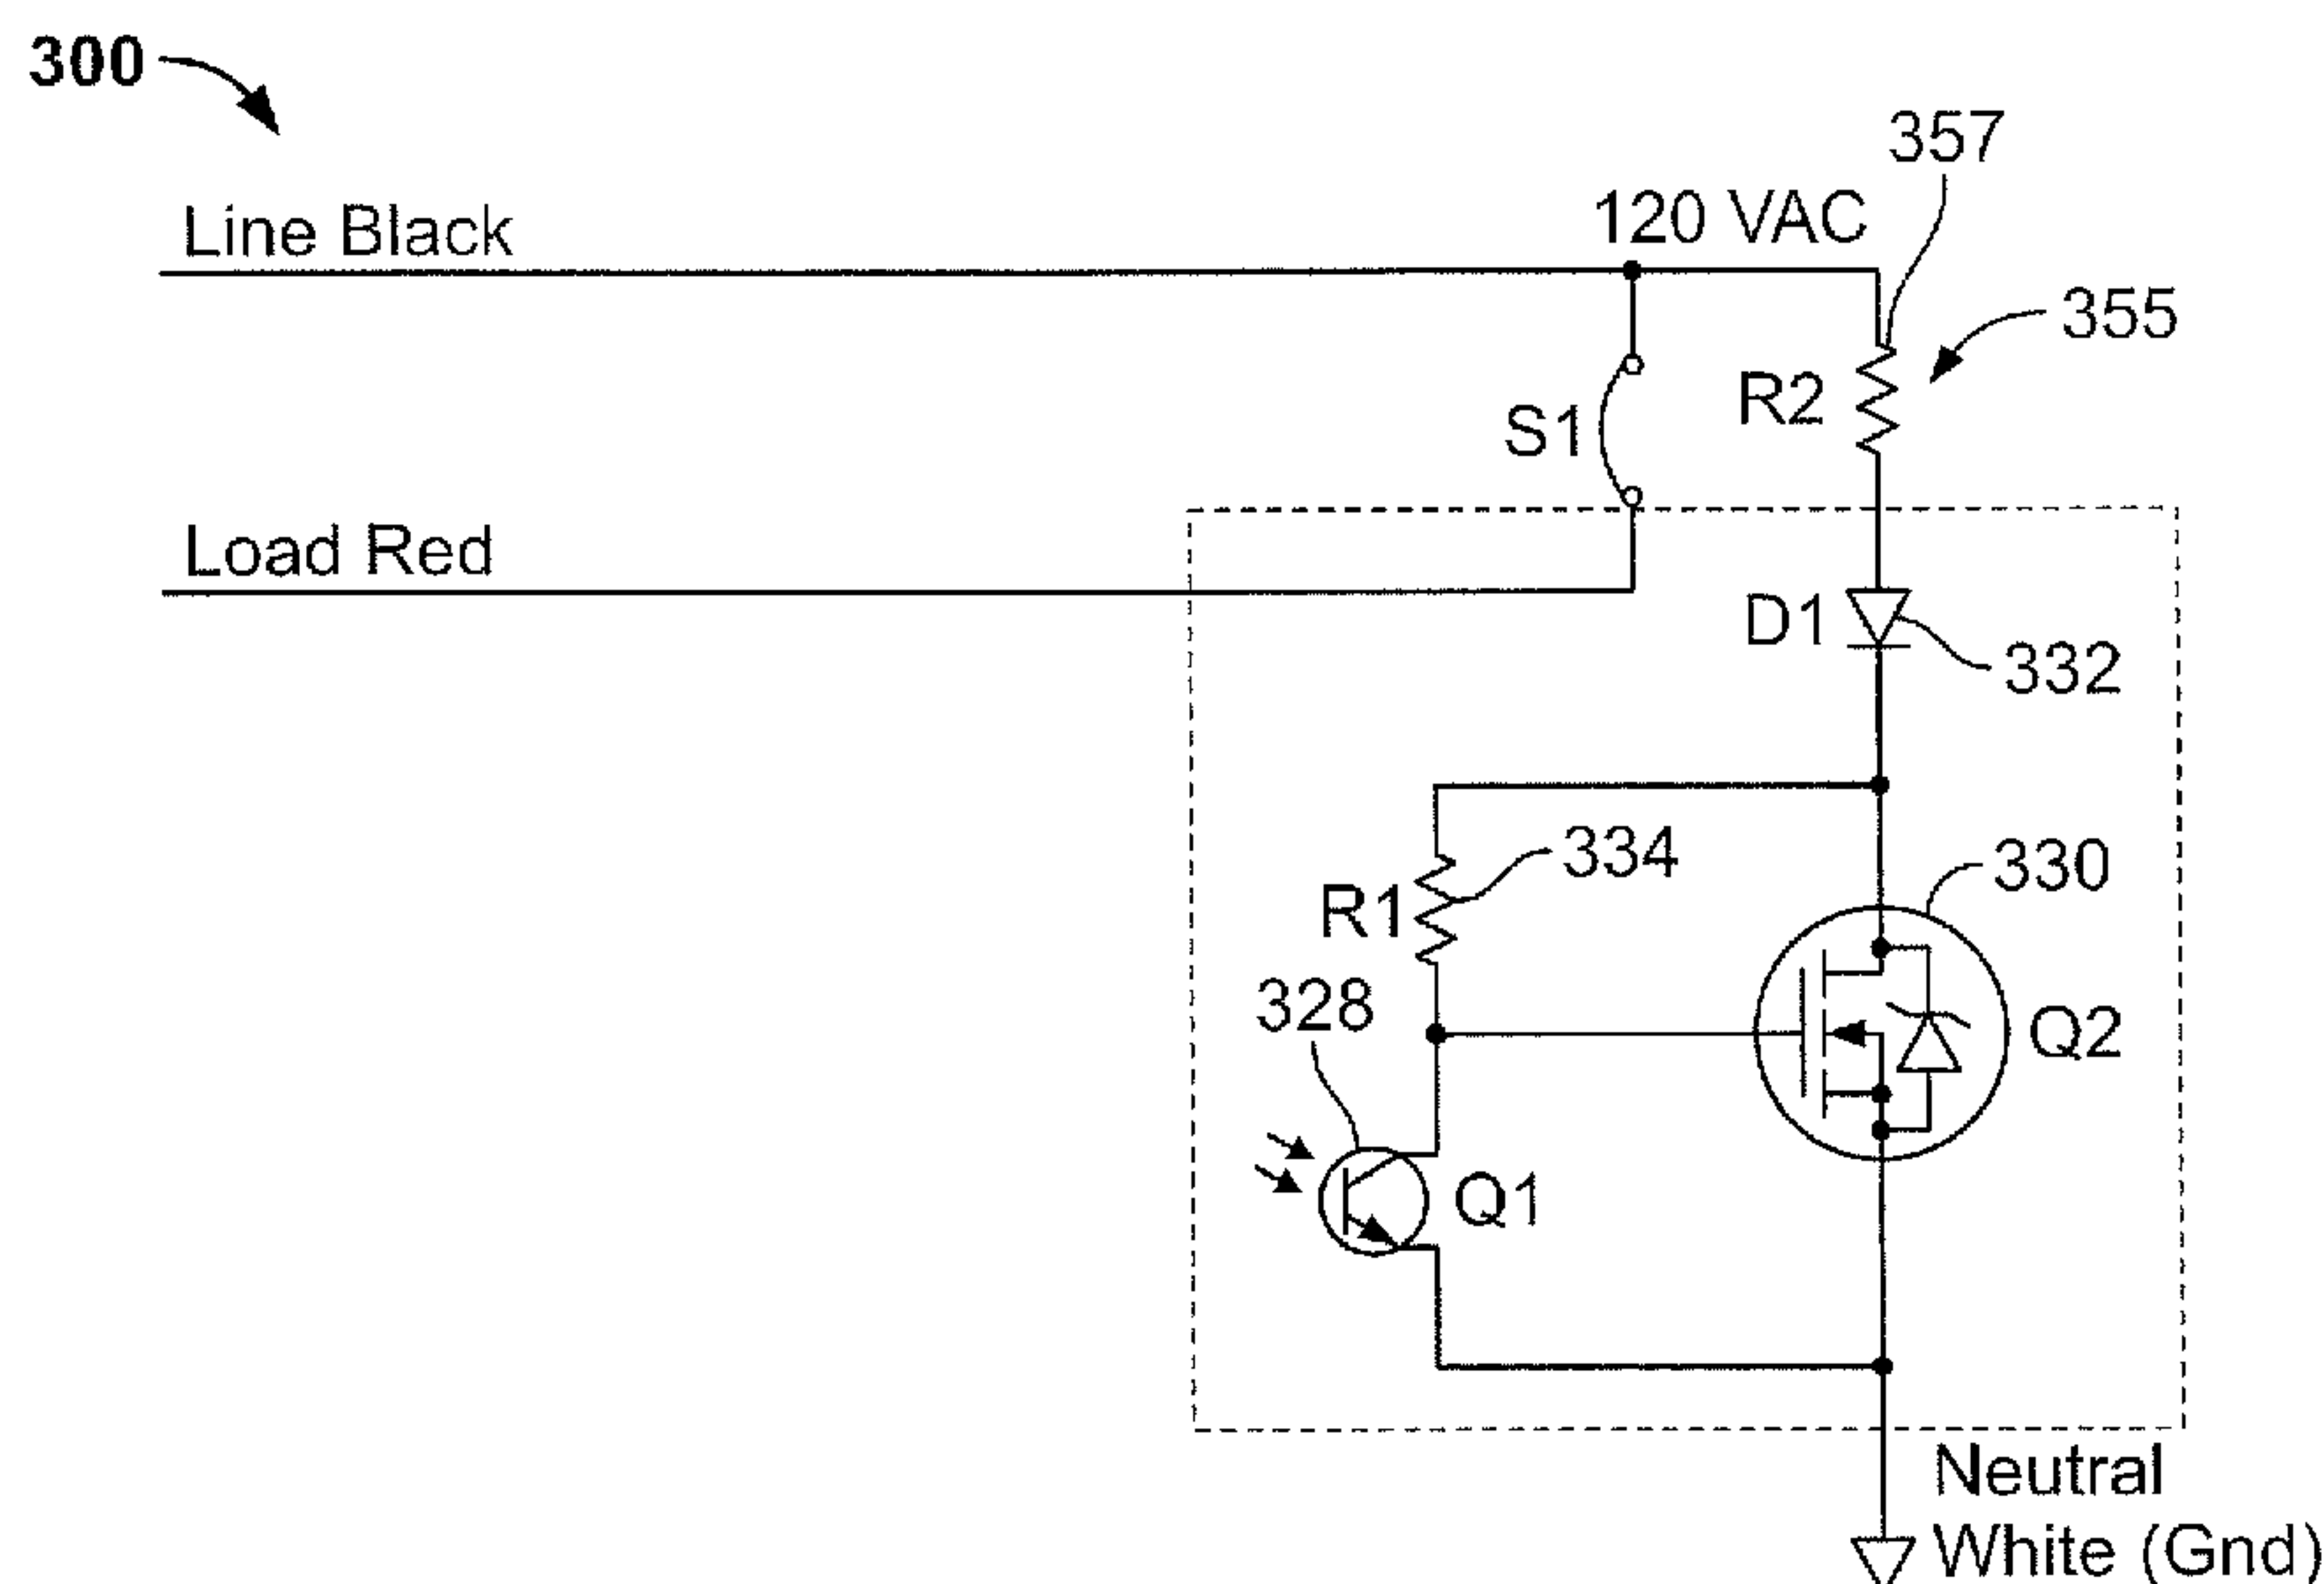 300
357
Line Black
120 VAC
355
R2
S1
Load Red
D1
332
334
330
R1
328
Q2
Q1
Neutral
White (Gnd)